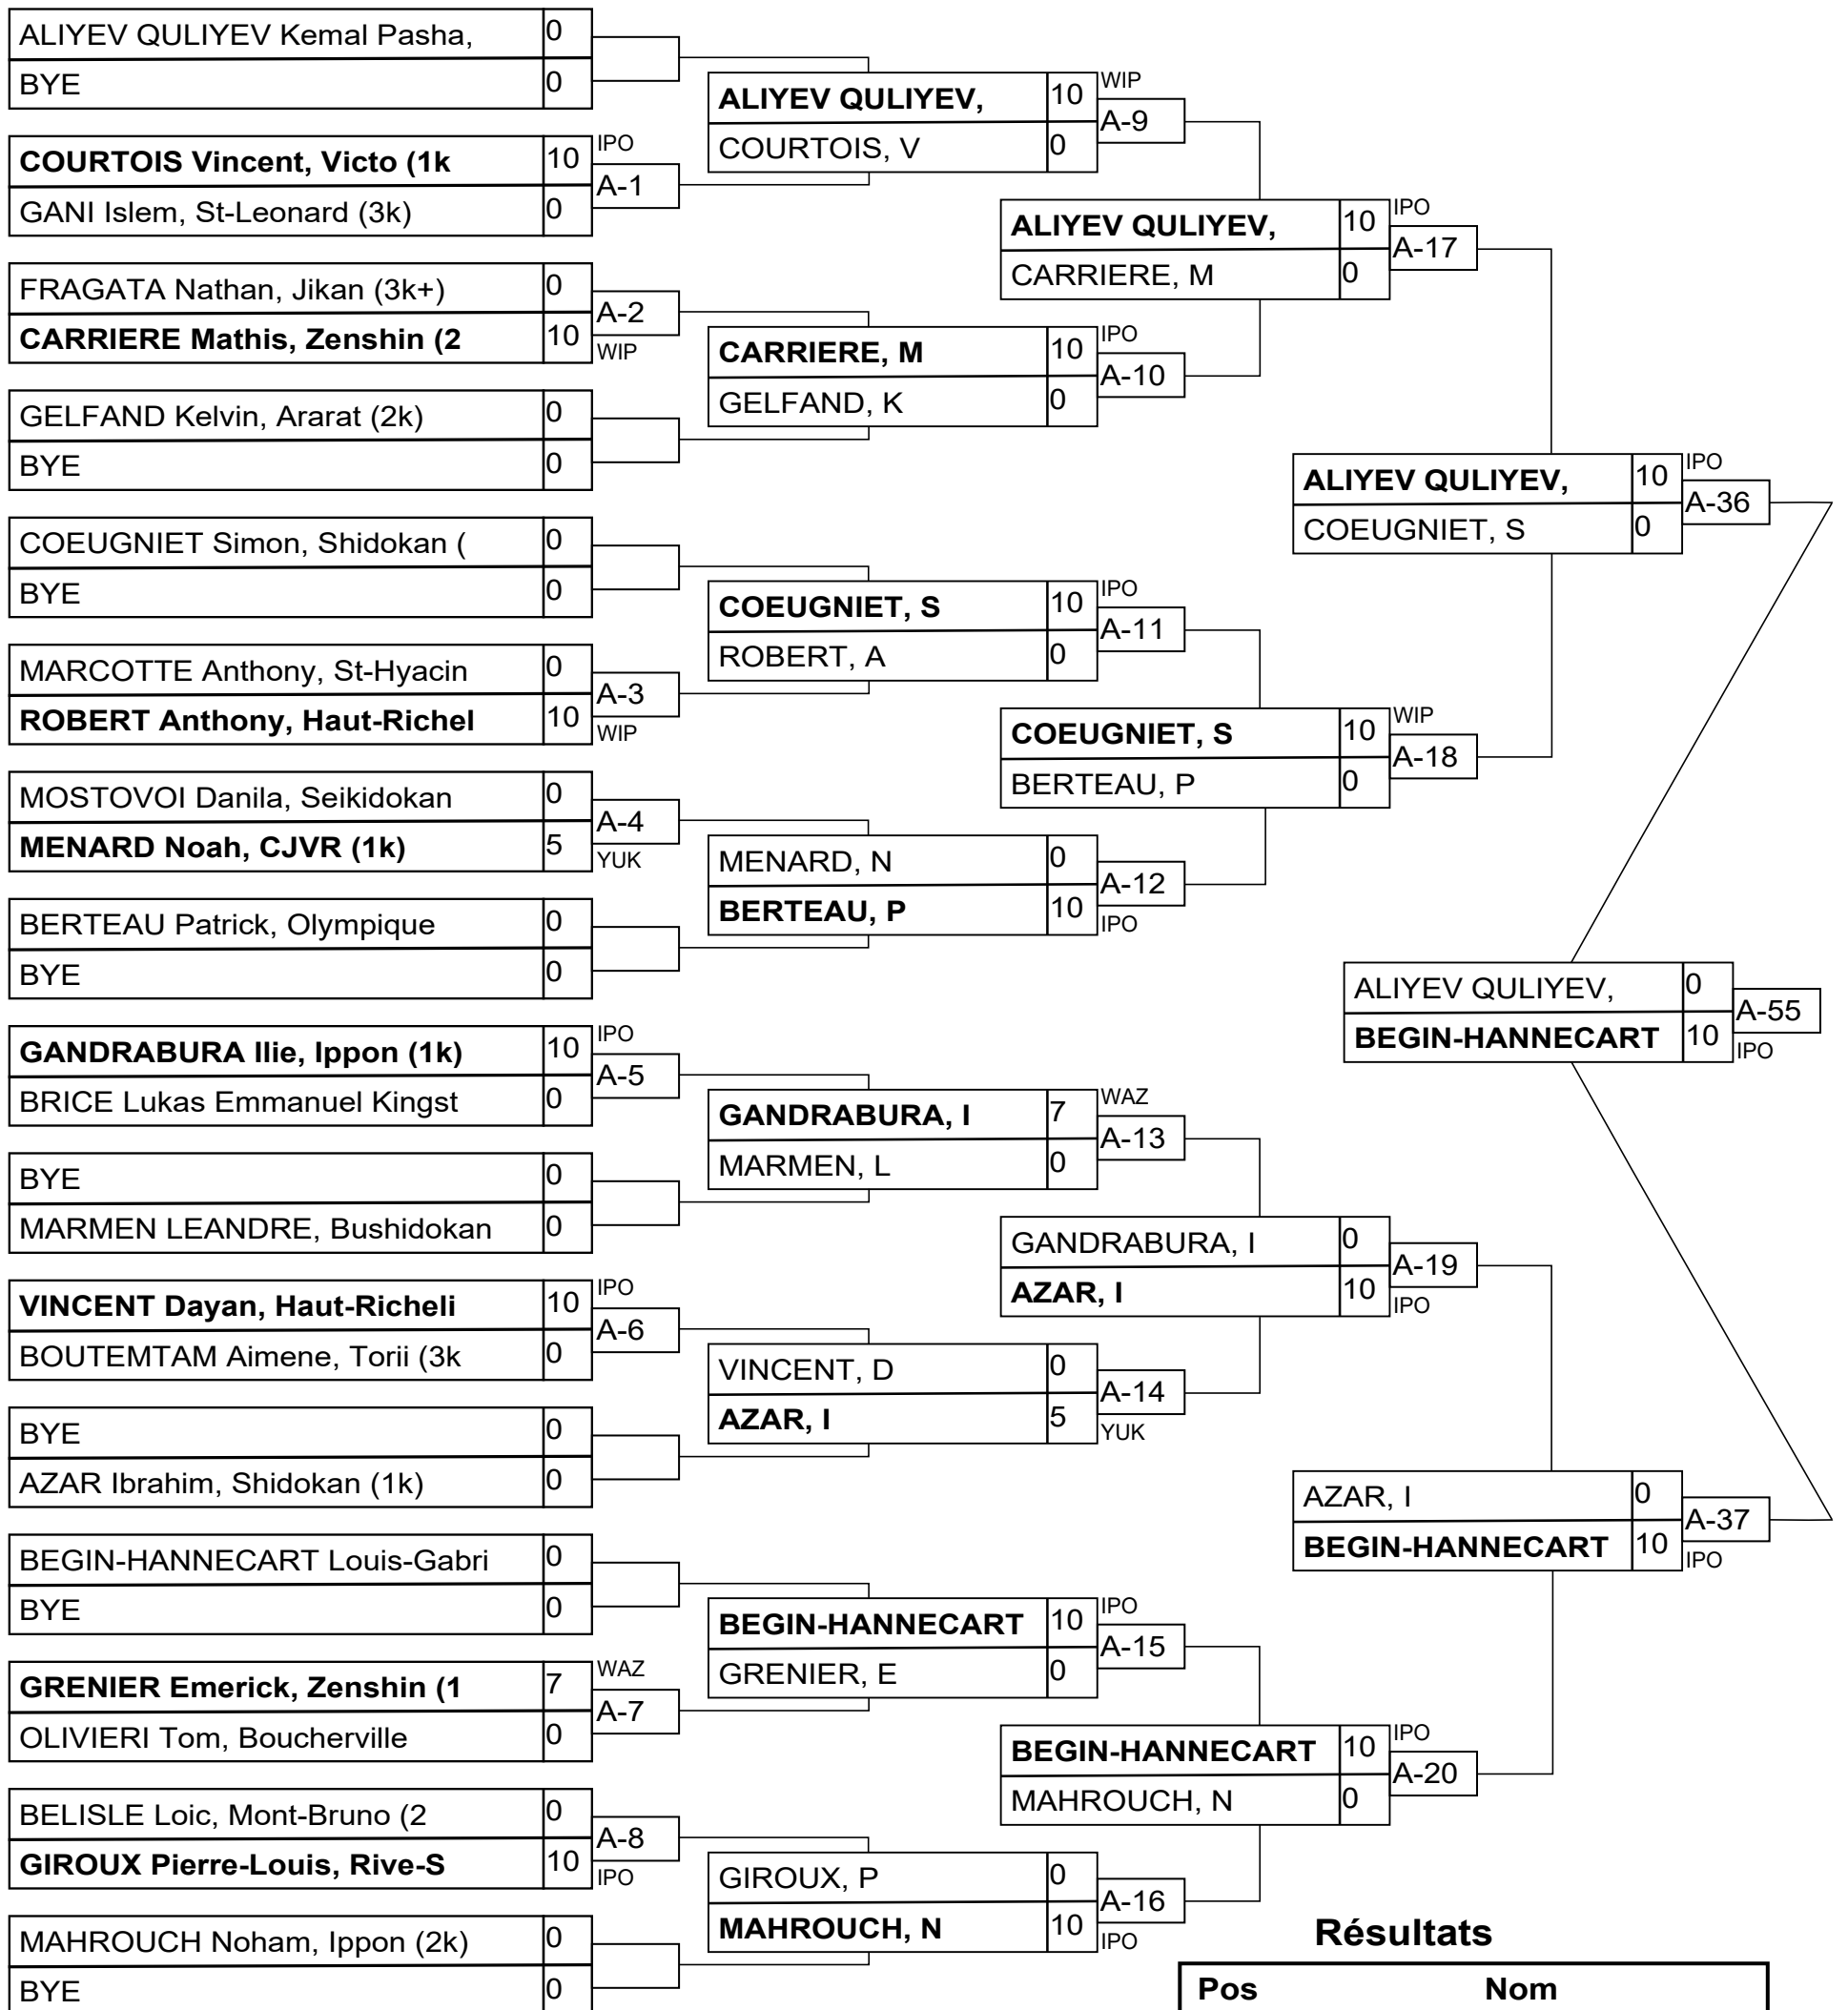 ALIYEV QULIYEV Kemal Pasha, 0
BYE 0
COURTOIS Vincent, Victo (1k 10 IPO
A-1
GANI Islem, St-Leonard (3k) 0
FRAGATA Nathan, Jikan (3k+) 0
A-2
CARRIERE Mathis, Zenshin (2 10 WIP
GELFAND Kelvin, Ararat (2k) 0
BYE 0
COEUGNIET Simon, Shidokan ( 0
BYE 0
MARCOTTE Anthony, St-Hyacin 0
A-3
ROBERT Anthony, Haut-Richel 10 WIP
MOSTOVOI Danila, Seikidokan 0
A-4
MENARD Noah, CJVR (1k) 5 YUK
BERTEAU Patrick, Olympique 0
BYE 0
GANDRABURA Ilie, Ippon (1k) 10 IPO
A-5
BRICE Lukas Emmanuel Kingst 0
BYE 0
MARMEN LEANDRE, Bushidokan 0
VINCENT Dayan, Haut-Richeli 10 IPO
A-6
BOUTEMTAM Aimene, Torii (3k 0
BYE 0
AZAR Ibrahim, Shidokan (1k) 0
BEGIN-HANNECART Louis-Gabri 0
BYE 0
GRENIER Emerick, Zenshin (1 7 WAZ
A-7
OLIVIERI Tom, Boucherville 0
BELISLE Loic, Mont-Bruno (2 0
A-8
GIROUX Pierre-Louis, Rive-S 10 IPO
MAHROUCH Noham, Ippon (2k) 0
BYE 0
ALIYEV QULIYEV, 10 WIP
A-9
COURTOIS, V 0
CARRIERE, M 10 IPO
A-10
GELFAND, K 0
COEUGNIET, S 10 IPO
A-11
ROBERT, A 0
MENARD, N 0
A-12
BERTEAU, P 10 IPO
GANDRABURA, I 7 WAZ
A-13
MARMEN, L 0
VINCENT, D 0
A-14
AZAR, I 5 YUK
BEGIN-HANNECART 10 IPO
A-15
GRENIER, E 0
GIROUX, P 0
A-16
MAHROUCH, N 10 IPO
ALIYEV QULIYEV, 10 IPO
A-17
CARRIERE, M 0
COEUGNIET, S 10 WIP
A-18
BERTEAU, P 0
GANDRABURA, I 0
A-19
AZAR, I 10 IPO
BEGIN-HANNECART 10 IPO
A-20
MAHROUCH, N 0
ALIYEV QULIYEV, 10 IPO
A-36
COEUGNIET, S 0
AZAR, I 0
A-37
BEGIN-HANNECART 10 IPO
ALIYEV QULIYEV, 0
A-55
BEGIN-HANNECART 10 IPO
Résultats
Pos Nom